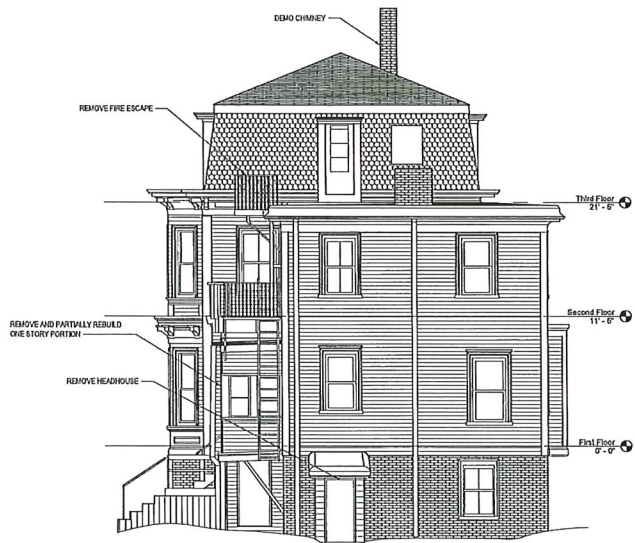 DEMO CHIMNEY
REMOVE FIRE ESCAPE
Third Floor
21' - 6"
Second Floor
11' - 6"
REMOVE AND PARTIALLY REBUILD
ONE STORY PORTION
REMOVE HEADHOUSE
First Floor
0' - 0"